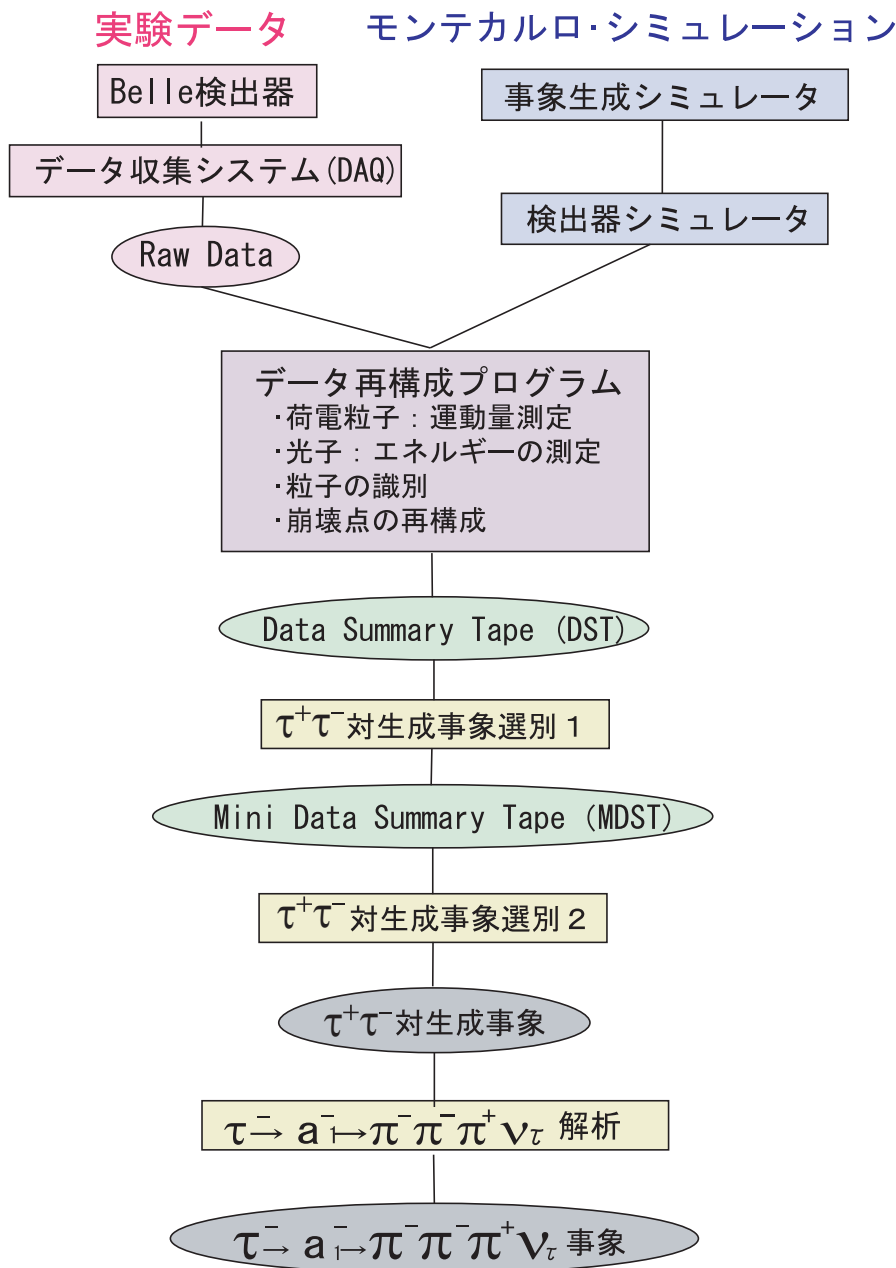 実験データ
モンテカルロ・シミュレーション
Belle検出器
事象生成シミュレータ
データ収集システム(DAQ)
検出器シミュレータ
Raw Data
データ再構成プログラム
・荷電粒子:運動量測定
・光子:エネルギーの測定
・粒子の識別
・崩壊点の再構成
Data Summary Tape (DST)
τ⁺τ⁻対生成事象選別1
Mini Data Summary Tape (MDST)
τ⁺τ⁻対生成事象選別2
τ⁺τ⁻対生成事象
τ⁻→ a₁⁻→π⁻π⁻π⁺ν_τ 解析
τ⁻→ a₁⁻→π⁻π⁻π⁺ν_τ 事象